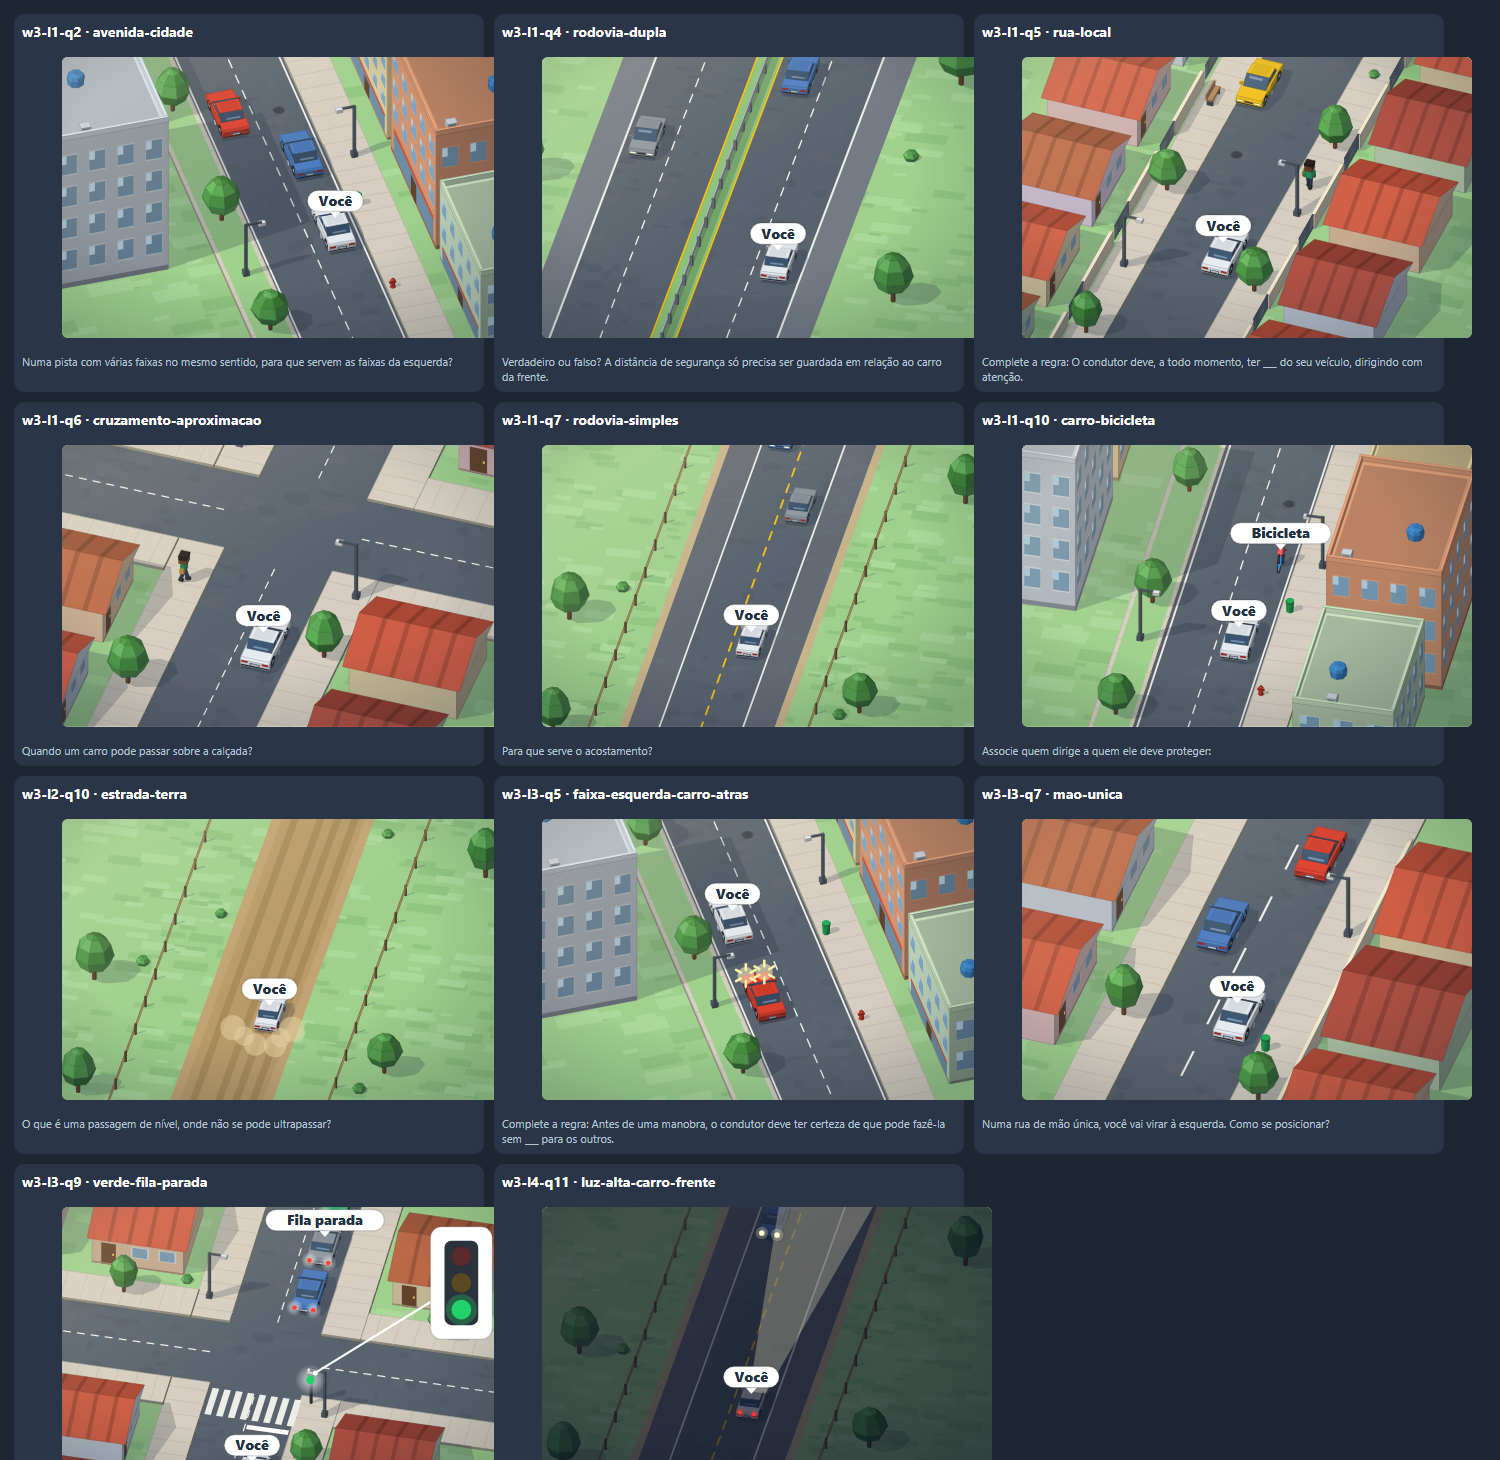 w3-l1-q2 · avenida-cidade
Você
Numa pista com várias faixas no mesmo sentido, para que servem as faixas da esquerda?
w3-l1-q4 · rodovia-dupla
Você
Verdadeiro ou falso? A distância de segurança só precisa ser guardada em relação ao carro
da frente.
w3-l1-q5 · rua-local
Você
Complete a regra: O condutor deve, a todo momento, ter ___ do seu veículo, dirigindo com
atenção.
w3-l1-q6 · cruzamento-aproximacao
Você
Quando um carro pode passar sobre a calçada?
w3-l1-q7 · rodovia-simples
Você
Para que serve o acostamento?
w3-l1-q10 · carro-bicicleta
Bicicleta
Você
Associe quem dirige a quem ele deve proteger:
w3-l2-q10 · estrada-terra
Você
O que é uma passagem de nível, onde não se pode ultrapassar?
w3-l3-q5 · faixa-esquerda-carro-atras
Você
Complete a regra: Antes de uma manobra, o condutor deve ter certeza de que pode fazê-la
sem ___ para os outros.
w3-l3-q7 · mao-unica
Você
Numa rua de mão única, você vai virar à esquerda. Como se posicionar?
w3-l3-q9 · verde-fila-parada
Fila parada
Você
w3-l4-q11 · luz-alta-carro-frente
Você